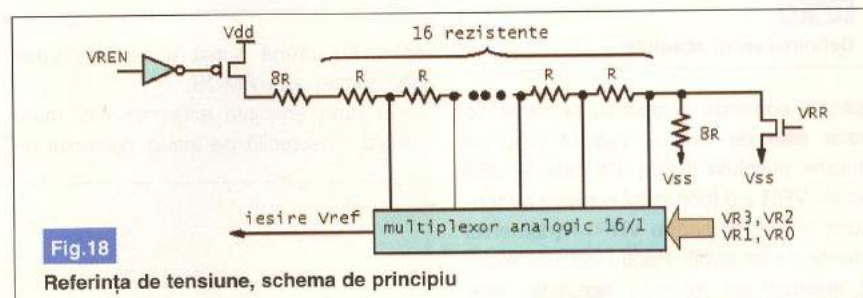 Vdd
16 rezistente
VREN
8R
R
R
R
R
8R
VRR
Vss
Vss
iesire Vref
multiplexor analogic 16/1
VR3,VR2
VR1,VR0
Fig.18
Referința de tensiune, schema de principiu